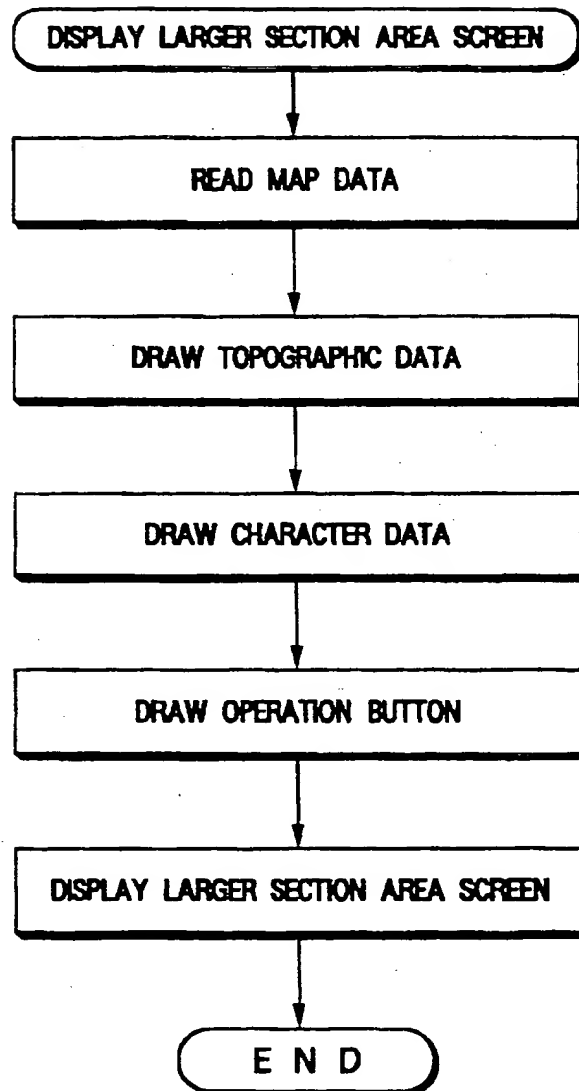 DISPLAY LARGER SECTION AREA SCREEN
READ MAP DATA
DRAW TOPOGRAPHIC DATA
DRAW CHARACTER DATA
DRAW OPERATION BUTTON
DISPLAY LARGER SECTION AREA SCREEN
E N D